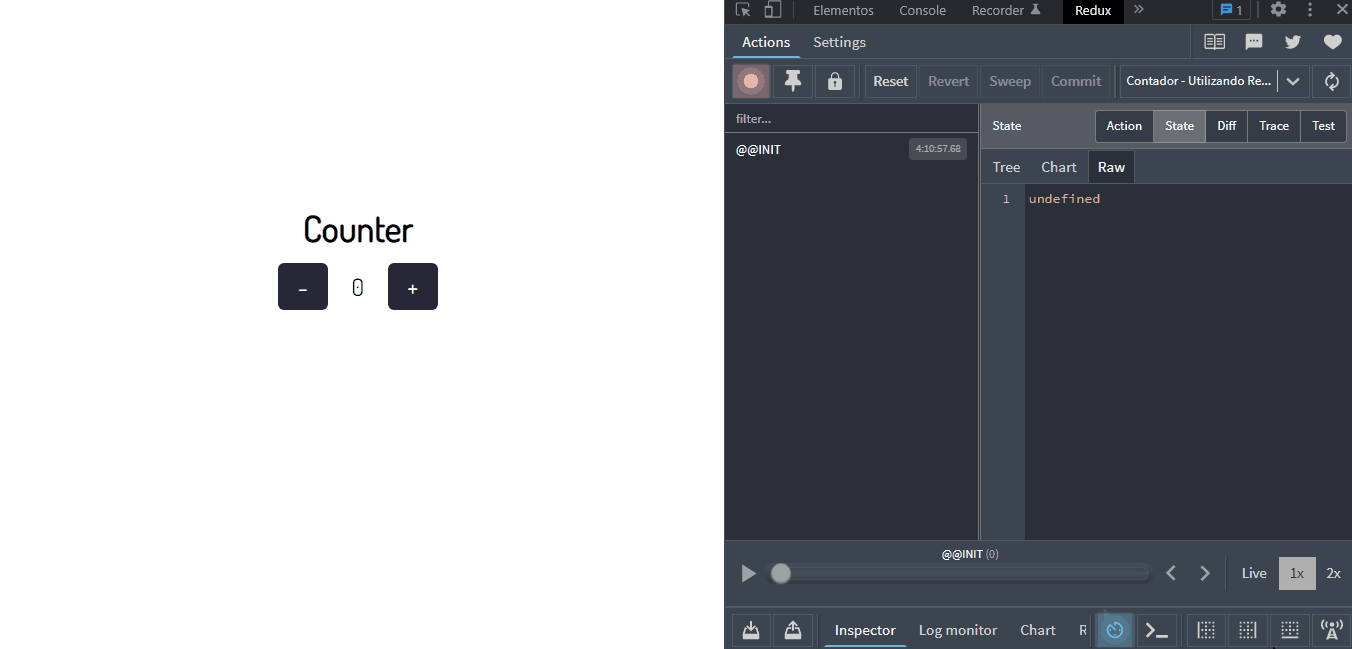 Elementos Console Recorder Redux » 1
Actions Settings
Reset Revert Sweep Commit Contador - Utilizando Re...
filter...
@@INIT 4:10:57.68
State Action State Diff Trace Test
Tree Chart Raw
1 undefined
Counter
- 0 +
@@INIT (0)
Live 1x 2x
Inspector Log monitor Chart